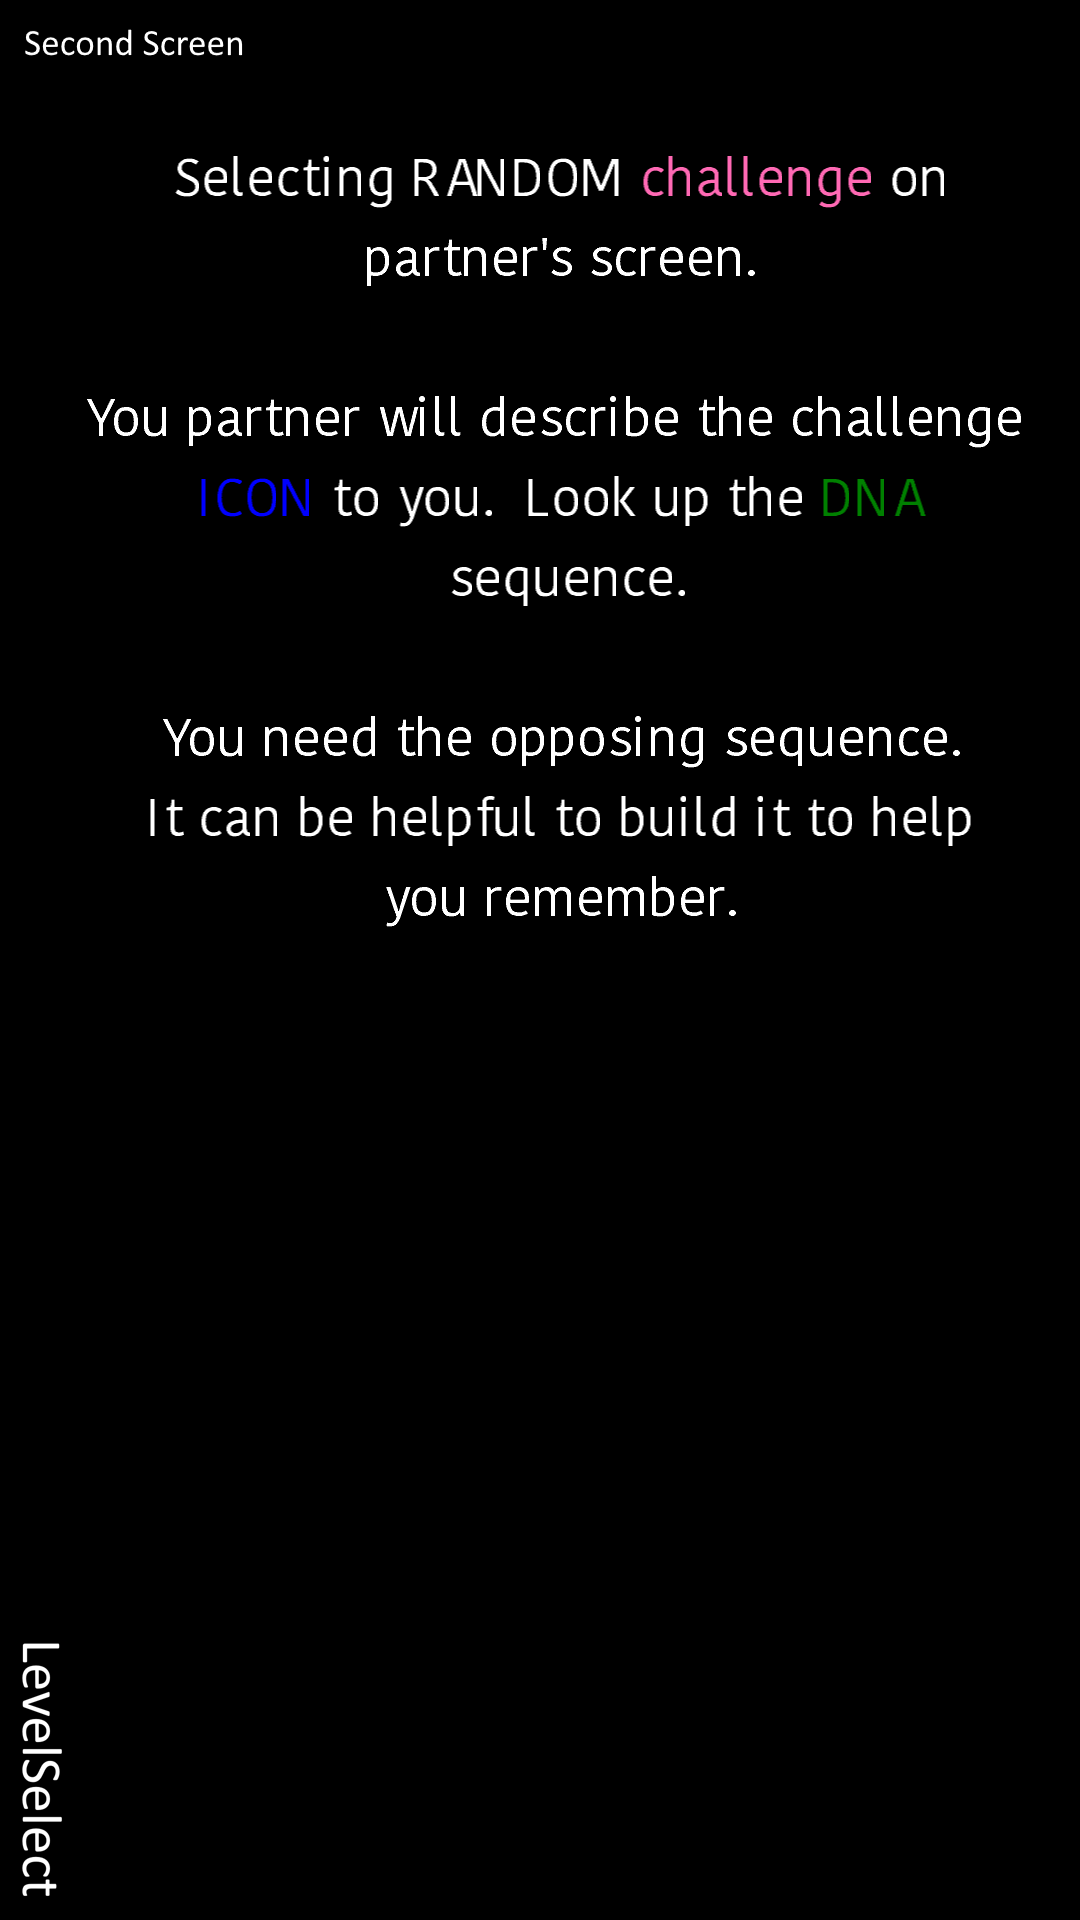 Second Screen
Selecting RANDOM challenge on
partner's screen.
You partner will describe the challenge
ICON to you.  Look up the DNA
sequence.
You need the opposing sequence.
It can be helpful to build it to help
you remember.
LevelSelect